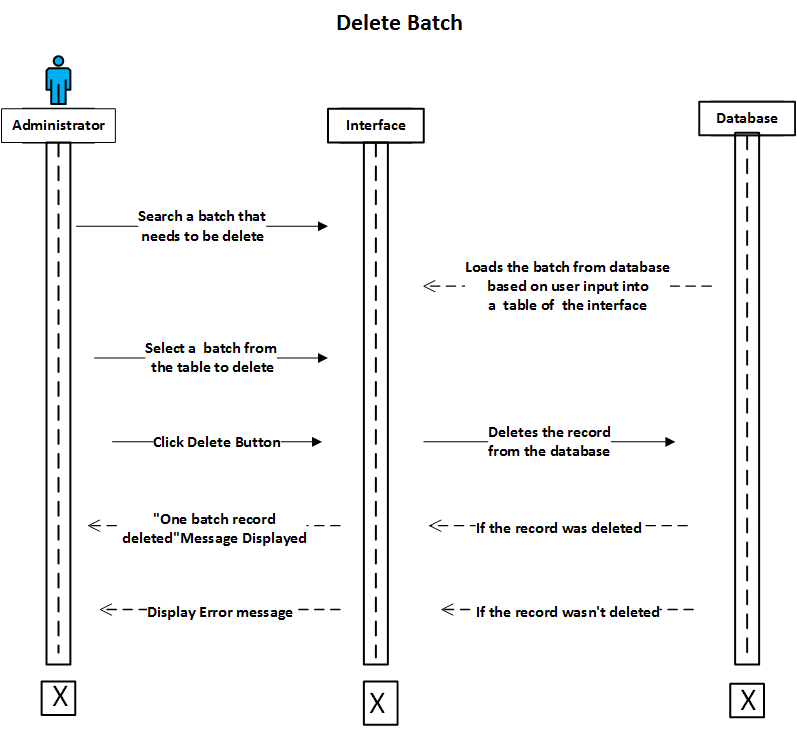 Delete Batch
Administrator
Interface
Database
Search a batch that
needs to be delete
Loads the batch from database
based on user input into
a table of the interface
Select a batch from
the table to delete
Click Delete Button
Deletes the record
from the database
"One batch record
deleted"Message Displayed
If the record was deleted
Display Error message
If the record wasn't deleted
X
X
X